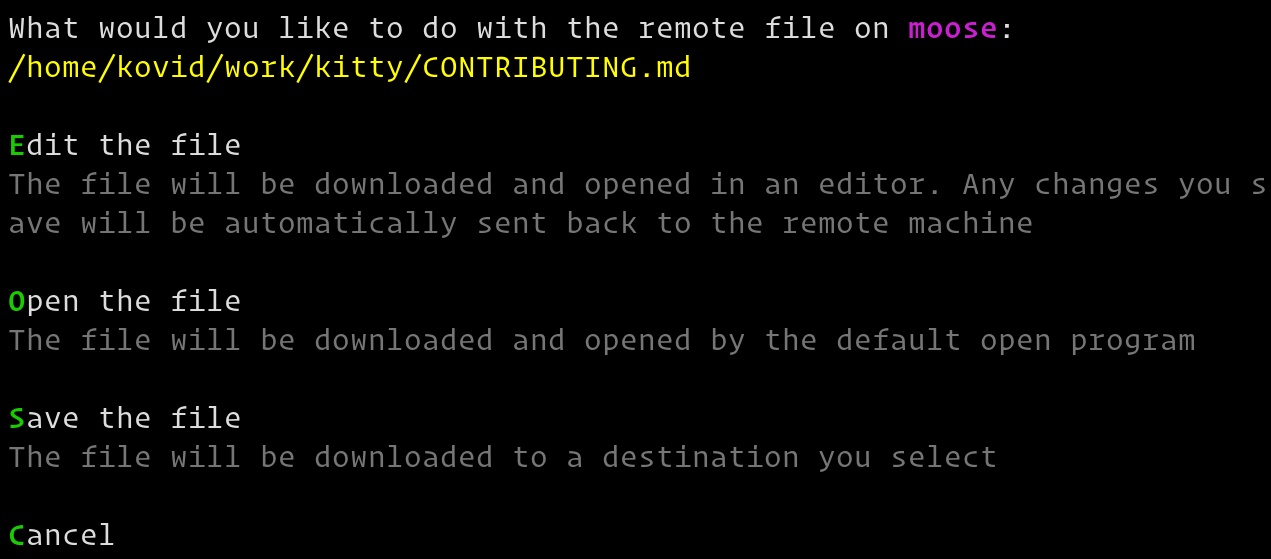 What would you like to do with the remote file on moose:
/home/kovid/work/kitty/CONTRIBUTING.md
Edit the file
The file will be downloaded and opened in an editor. Any changes you s
ave will be automatically sent back to the remote machine
Open the file
The file will be downloaded and opened by the default open program
Save the file
The file will be downloaded to a destination you select
Cancel